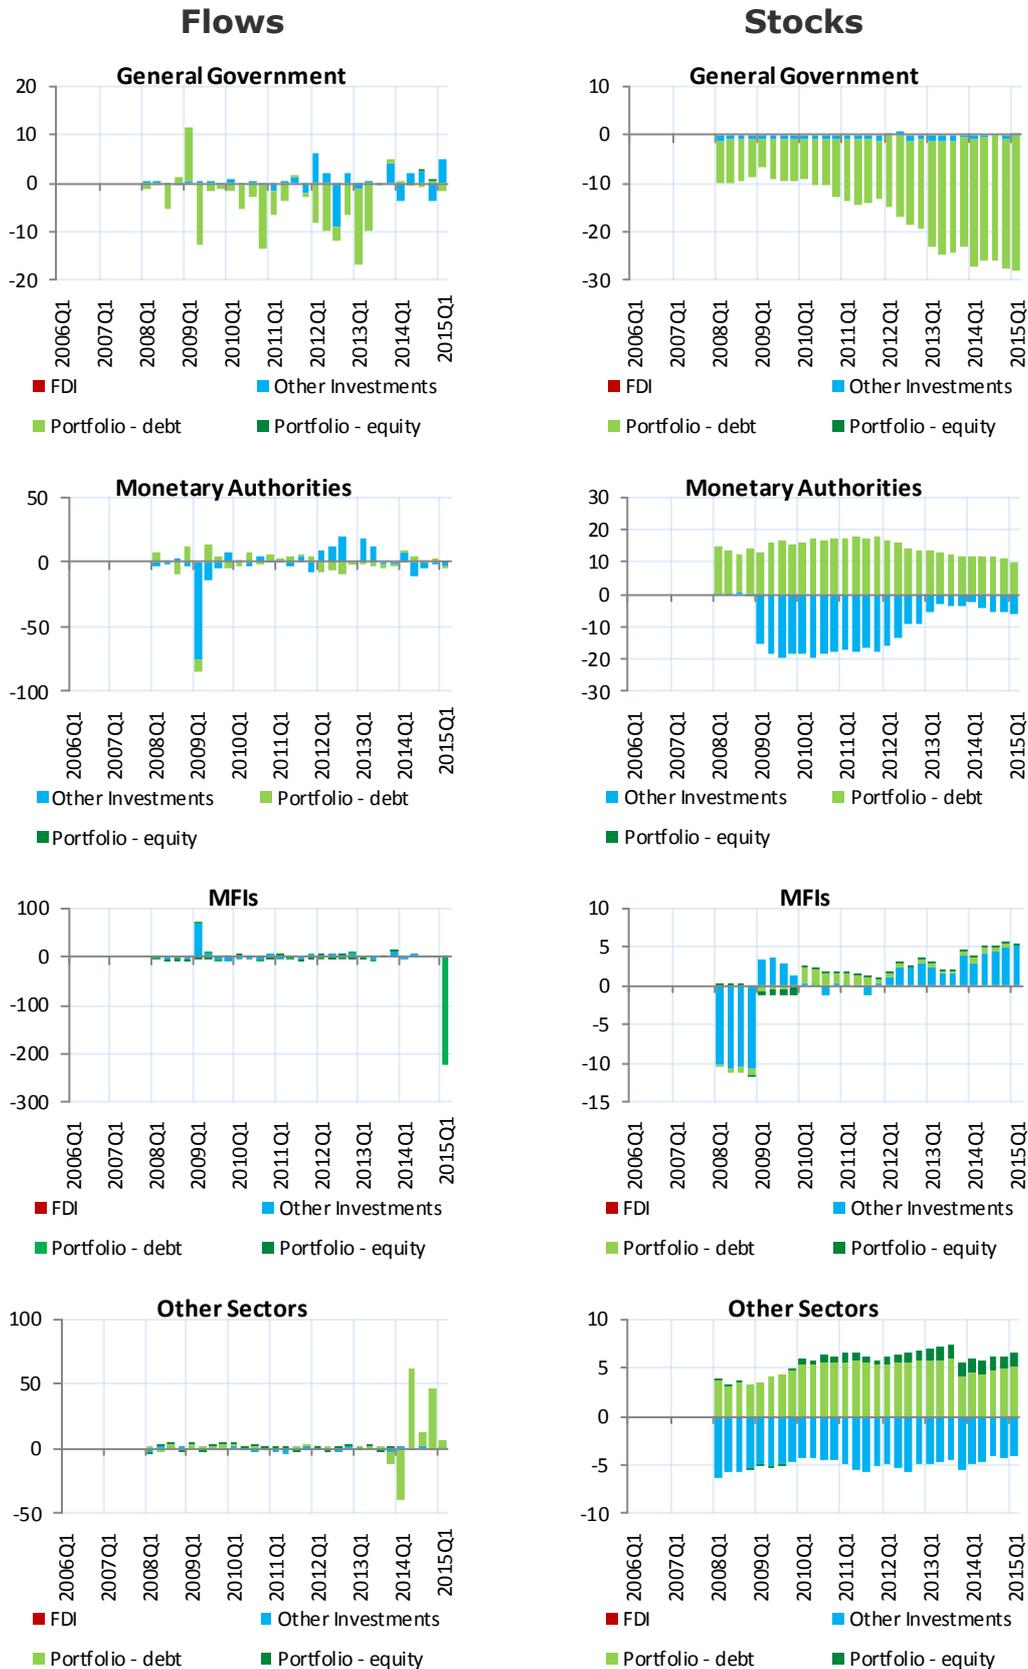 Flows
Stocks
General Government
20
10
0
-10
-20
2006Q1
2007Q1
2008Q1
2009Q1
2010Q1
2011Q1
2012Q1
2013Q1
2014Q1
2015Q1
FDI
Other Investments
Portfolio - debt
Portfolio - equity
General Government
10
0
-10
-20
-30
2006Q1
2007Q1
2008Q1
2009Q1
2010Q1
2011Q1
2012Q1
2013Q1
2014Q1
2015Q1
FDI
Other Investments
Portfolio - debt
Portfolio - equity
Monetary Authorities
50
0
-50
-100
2006Q1
2007Q1
2008Q1
2009Q1
2010Q1
2011Q1
2012Q1
2013Q1
2014Q1
2015Q1
Other Investments
Portfolio - debt
Portfolio - equity
Monetary Authorities
30
20
10
0
-10
-20
-30
2006Q1
2007Q1
2008Q1
2009Q1
2010Q1
2011Q1
2012Q1
2013Q1
2014Q1
2015Q1
Other Investments
Portfolio - debt
Portfolio - equity
MFIs
100
0
-100
-200
-300
2006Q1
2007Q1
2008Q1
2009Q1
2010Q1
2011Q1
2012Q1
2013Q1
2014Q1
2015Q1
FDI
Other Investments
Portfolio - debt
Portfolio - equity
MFIs
10
5
0
-5
-10
-15
2006Q1
2007Q1
2008Q1
2009Q1
2010Q1
2011Q1
2012Q1
2013Q1
2014Q1
2015Q1
FDI
Other Investments
Portfolio - debt
Portfolio - equity
Other Sectors
100
50
0
-50
2006Q1
2007Q1
2008Q1
2009Q1
2010Q1
2011Q1
2012Q1
2013Q1
2014Q1
2015Q1
FDI
Other Investments
Portfolio - debt
Portfolio - equity
Other Sectors
10
5
0
-5
-10
2006Q1
2007Q1
2008Q1
2009Q1
2010Q1
2011Q1
2012Q1
2013Q1
2014Q1
2015Q1
FDI
Other Investments
Portfolio - debt
Portfolio - equity